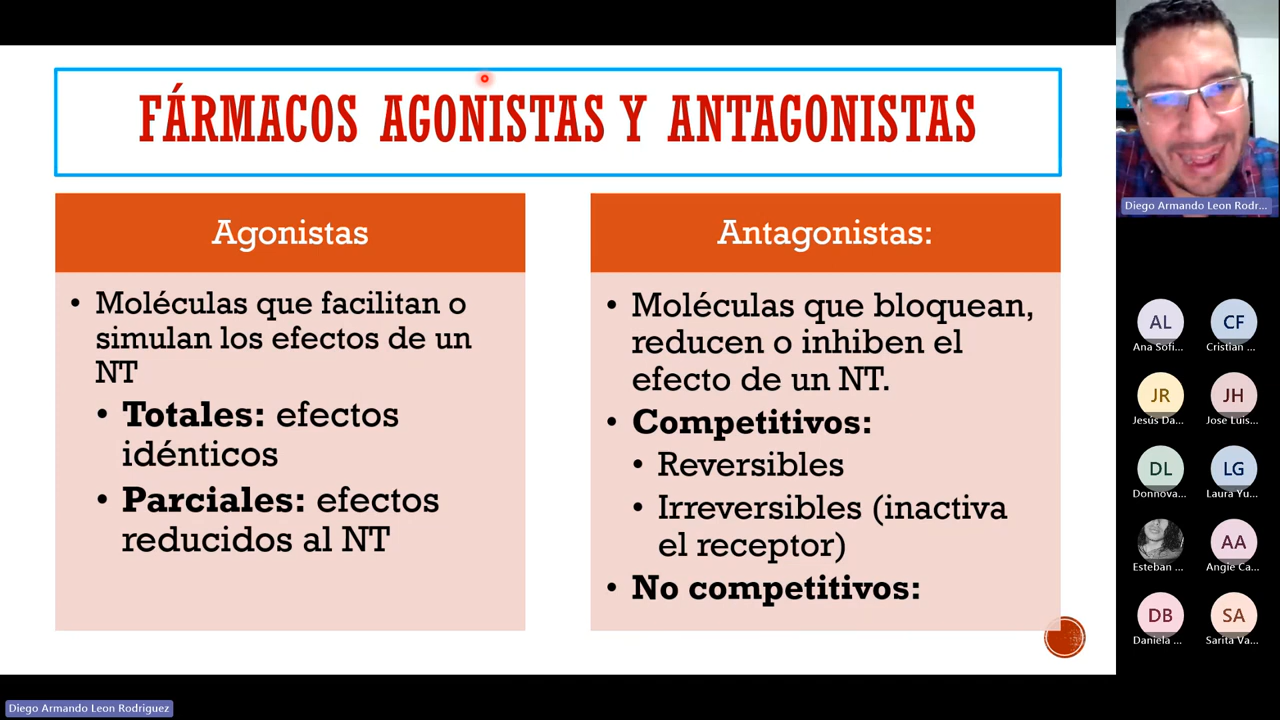 FÁRMACOS AGONISTAS Y ANTAGONISTAS
Agonistas
• Moléculas que facilitan o
simulan los efectos de un
NT
• Totales: efectos
idénticos
• Parciales: efectos
reducidos al NT
Antagonistas:
• Moléculas que bloquean,
reducen o inhiben el
efecto de un NT.
• Competitivos:
• Reversibles
• Irreversibles (inactiva
el receptor)
• No competitivos:
Diego Armando Leon Rodr...
AL
Ana Sofi...
CF
Cristian ...
JR
Jesús Da...
JH
Jose Luis...
DL
Donnova...
LG
Laura Yu...
Esteban ...
AA
Angie Ca...
DB
Daniela ...
SA
Sarita Va...
Diego Armando Leon Rodriguez